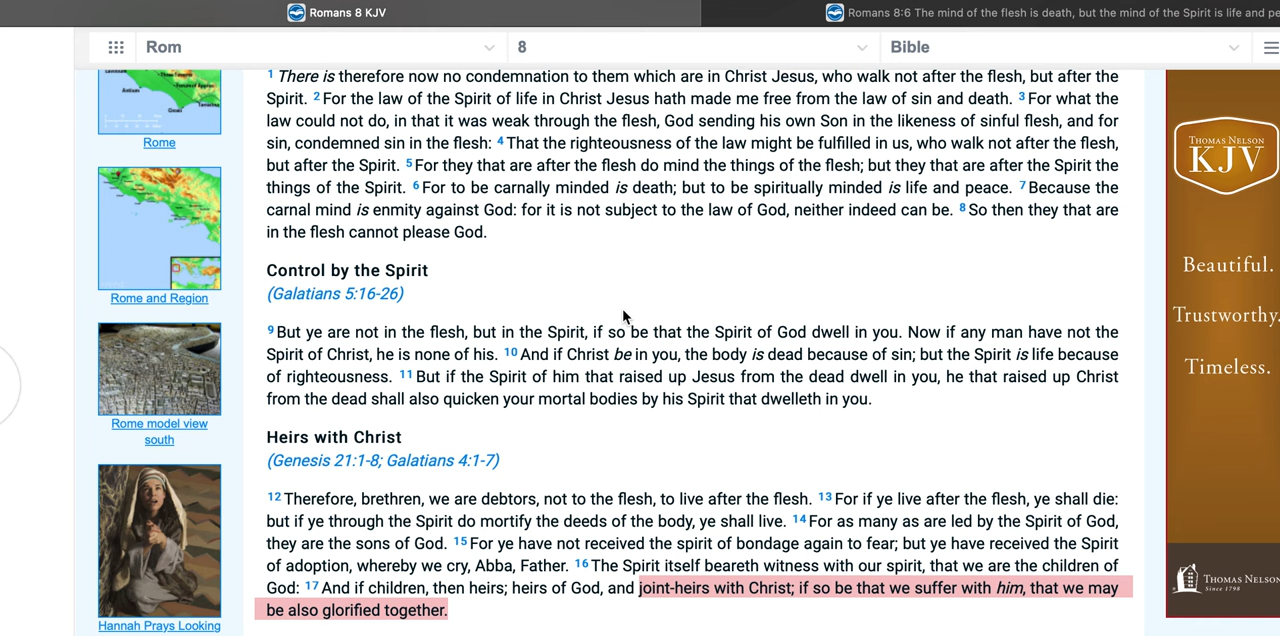 Romans 8 KJV
Romans 8:6 The mind of the flesh is death, but the mind of the Spirit is life and pe
Rom
8
Bible
Rome
Rome and Region
Rome model view
south
Hannah Prays Looking
1 There is therefore now no condemnation to them which are in Christ Jesus, who walk not after the flesh, but after the
Spirit. 2 For the law of the Spirit of life in Christ Jesus hath made me free from the law of sin and death. 3 For what the
law could not do, in that it was weak through the flesh, God sending his own Son in the likeness of sinful flesh, and for
sin, condemned sin in the flesh: 4 That the righteousness of the law might be fulfilled in us, who walk not after the flesh,
but after the Spirit. 5 For they that are after the flesh do mind the things of the flesh; but they that are after the Spirit the
things of the Spirit. 6 For to be carnally minded is death; but to be spiritually minded is life and peace. 7 Because the
carnal mind is enmity against God: for it is not subject to the law of God, neither indeed can be. 8 So then they that are
in the flesh cannot please God.
Control by the Spirit
(Galatians 5:16-26)
9 But ye are not in the flesh, but in the Spirit, if so be that the Spirit of God dwell in you. Now if any man have not the
Spirit of Christ, he is none of his. 10 And if Christ be in you, the body is dead because of sin; but the Spirit is life because
of righteousness. 11 But if the Spirit of him that raised up Jesus from the dead dwell in you, he that raised up Christ
from the dead shall also quicken your mortal bodies by his Spirit that dwelleth in you.
Heirs with Christ
(Genesis 21:1-8; Galatians 4:1-7)
12 Therefore, brethren, we are debtors, not to the flesh, to live after the flesh. 13 For if ye live after the flesh, ye shall die:
but if ye through the Spirit do mortify the deeds of the body, ye shall live. 14 For as many as are led by the Spirit of God,
they are the sons of God. 15 For ye have not received the spirit of bondage again to fear; but ye have received the Spirit
of adoption, whereby we cry, Abba, Father. 16 The Spirit itself beareth witness with our spirit, that we are the children of
God: 17 And if children, then heirs; heirs of God, and joint-heirs with Christ; if so be that we suffer with him, that we may
be also glorified together.
THOMAS NELSON
KJV
Beautiful.
Trustworthy.
Timeless.
THOMAS NELSON
Since 1798